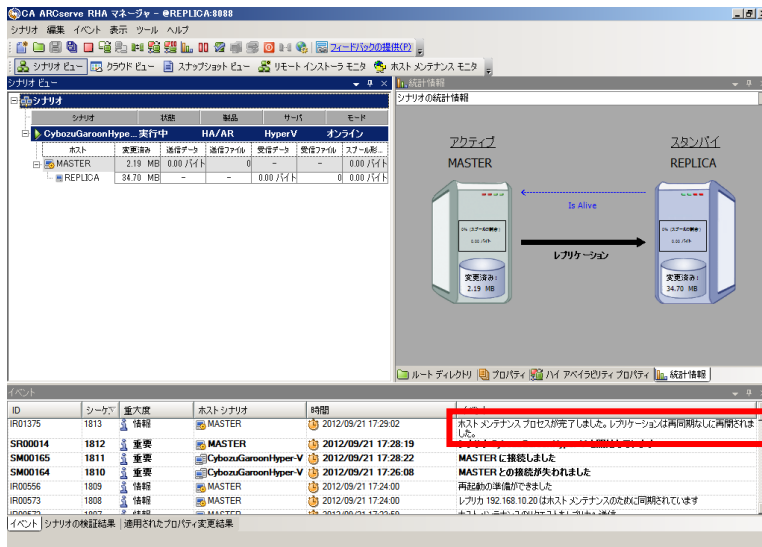 CA ARCserve RHA マネージャ - @REPLICA:8088
シナリオ 編集 イベント 表示 ツール ヘルプ
フィードバックの提供(P)
シナリオ ビュー クラウド ビュー スナップショット ビュー リモート インストーラ モニタ ホスト メンテナンス モニタ
シナリオ ビュー
シナリオ
シナリオ 状態 製品 サーバ モード
CybozuGaroonHype... 実行中 HA/AR HyperV オンライン
ホスト 変更済み 送信データ 送信ファイル 受信データ 受信ファイル スプール形...
MASTER 2.19 MB 0.00 バイト 0 - - 0.00 バイト
REPLICA 34.70 MB - - 0.00 バイト 0 0.00 バイト
統計情報
シナリオの統計情報
アクティブ スタンバイ
MASTER REPLICA
Is Alive
0.00 バイト 0.00 バイト
レプリケーション
変更済み: 変更済み:
2.19 MB 34.70 MB
ルート ディレクトリ プロパティ ハイ アベイラビリティ プロパティ 統計情報
イベント
ID シーケ 重大度 ホスト/シナリオ 時間
IR01375 1813 情報 MASTER 2012/09/21 17:29:02 ホスト メンテナンス プロセスが完了しました。レプリケーションは再同期なしに再開されました。
SR00014 1812 重要 MASTER 2012/09/21 17:28:19
SM00165 1811 重要 CybozuGaroonHyper-V 2012/09/21 17:28:22 MASTER に接続しました
SM00164 1810 重要 CybozuGaroonHyper-V 2012/09/21 17:26:08 MASTER との接続が失われました
IR00556 1809 情報 MASTER 2012/09/21 17:24:00 再起動の準備ができました
IR00573 1808 情報 MASTER 2012/09/21 17:24:00 レプリカ 192.168.10.20 はホスト メンテナンスのために同期されています
イベント シナリオの検証結果 適用されたプロパティ変更結果